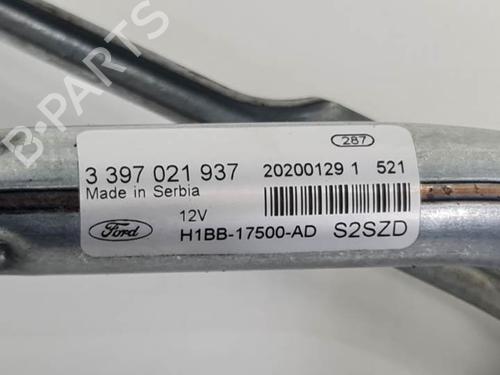 287
3 397 021 937 20200129 1 521
Made in Serbia
12V
Ford H1BB-17500-AD S2SZD
B-PARTS